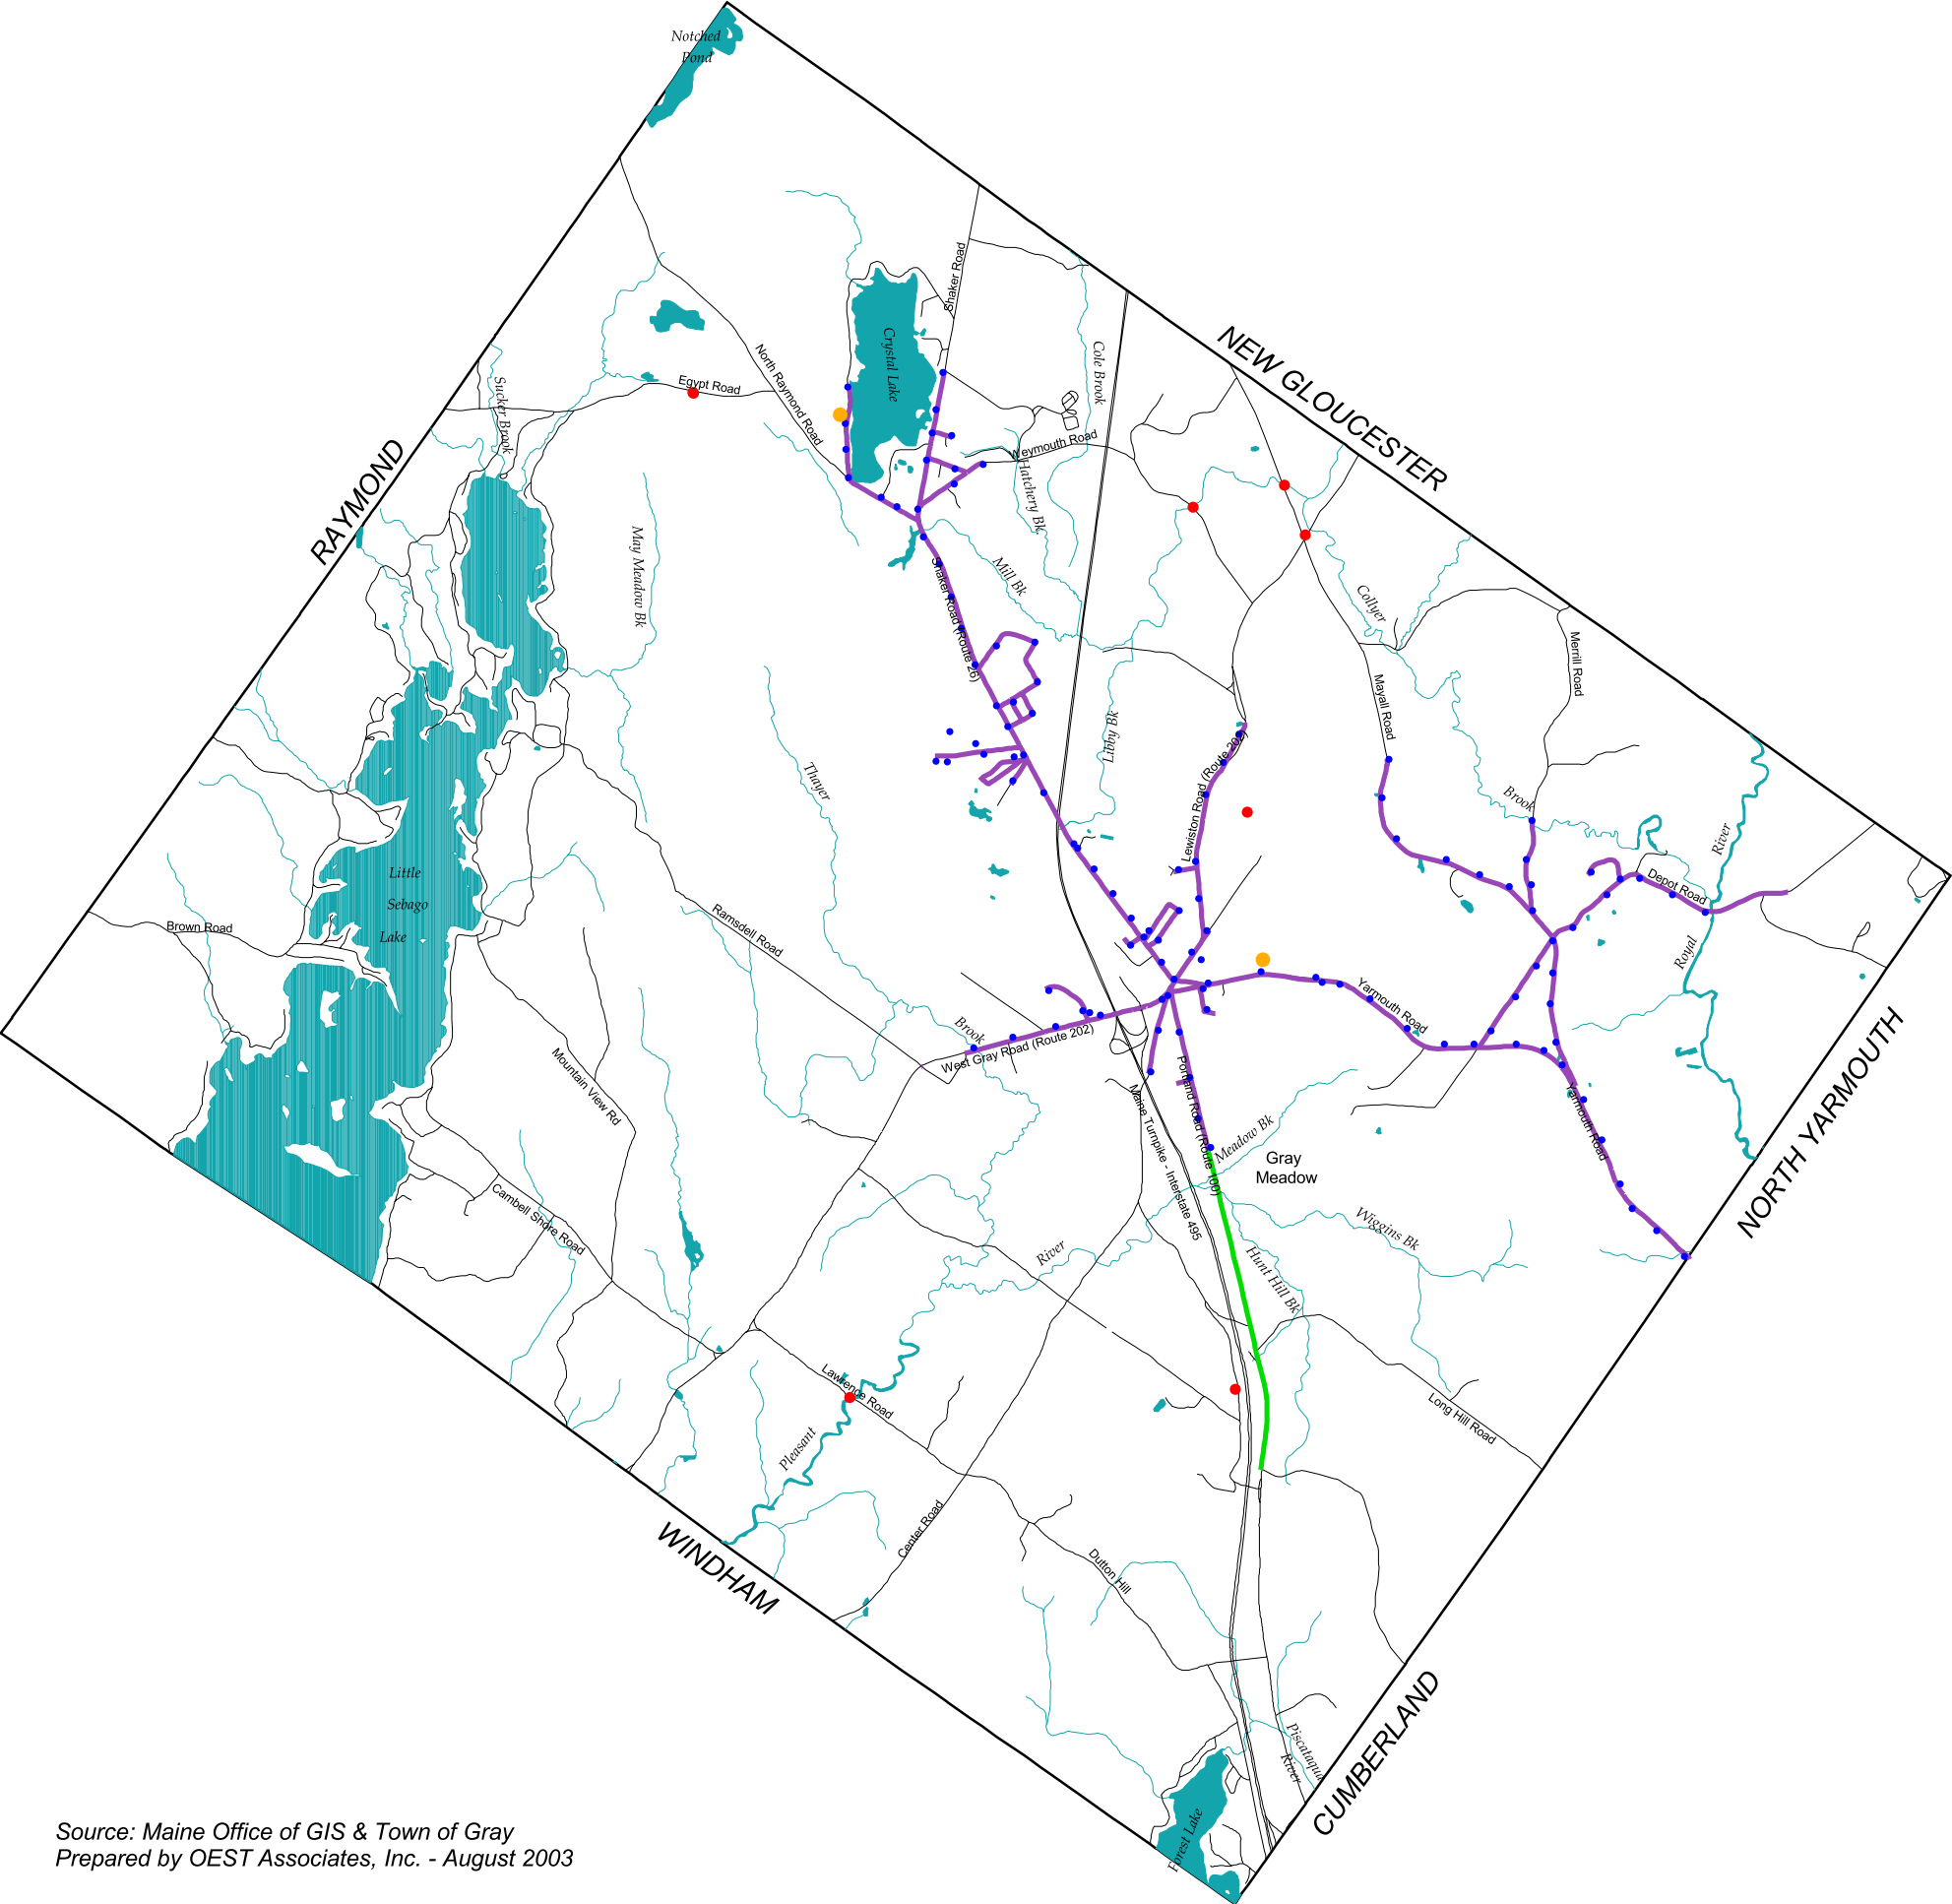 Notched
Pond
Shaker Road
NEW GLOUCESTER
Crystal Lake
Cole Brook
North Raymond Road
Egypt Road
Sucker Brook
RAYMOND
Weymouth Road
Hatchery Bk
May Meadow Bk
Mill Bk
Shaker Road (Route 26)
Collyer
Merrill Road
Mayall Road
Libby Bk
Lewiston Road (Route 202)
Thayer
Brook
River
Little
Sebago
Lake
Depot Road
Brown Road
Ramsdell Road
Royal
Yarmouth Road
Brook
West Gray Road (Route 202)
Mountain View Rd
Maine Turnpike - Interstate 495
Portland Road (Route 100)
Yarmouth Road
Meadow Bk
Gray
Meadow
NORTH YARMOUTH
Cambell Shore Road
Wiggins Bk
River
Hunt Hill Bk
Lawrence Road
Long Hill Road
Pleasant
Center Road
WINDHAM
Dutton Hill
CUMBERLAND
Piscataqua
River
Forest Lake
Source: Maine Office of GIS & Town of Gray
Prepared by OEST Associates, Inc. - August 2003